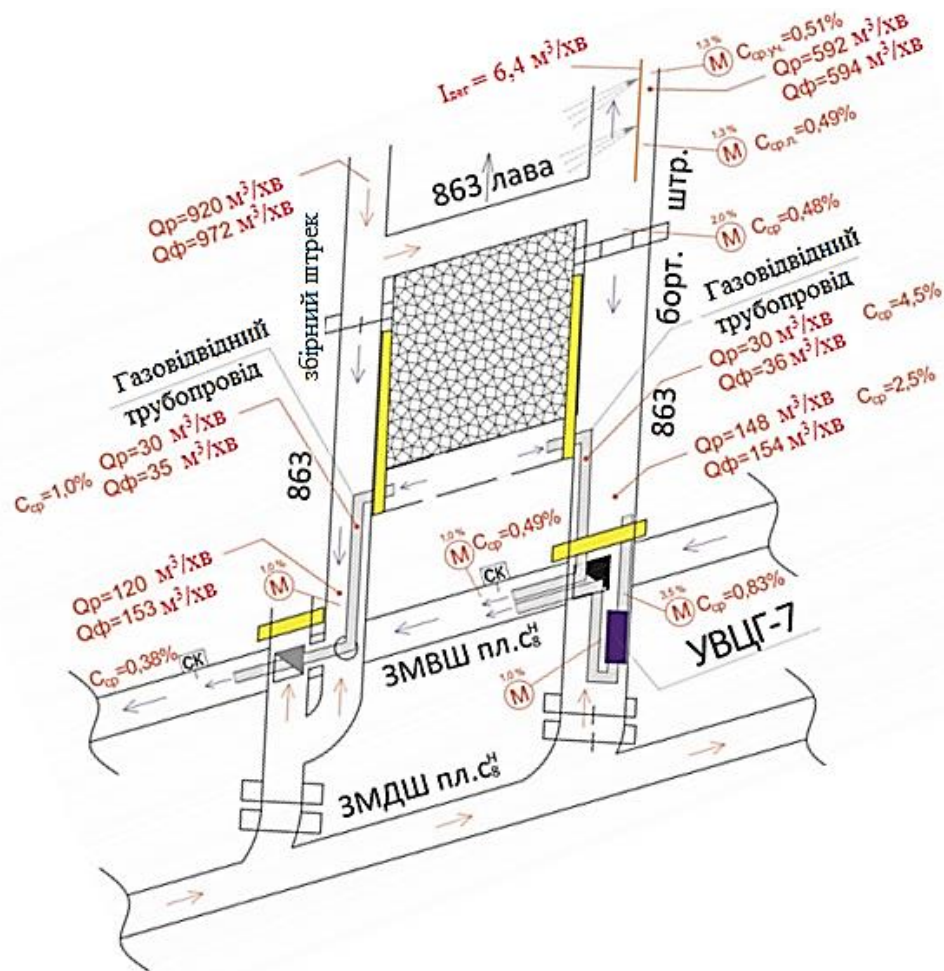 Iдег = 6,4 м³/хв
1,3 %
М
Cср.уч.=0,51%
Qр=592 м³/хв
Qф=594 м³/хв
1,3 %
М
Cср.л.=0,49%
863 лава
863 борт. штр.
Qр=920 м³/хв
Qф=972 м³/хв
збірний штрек
863
2,0 %
М
Cср=0,48%
Газовідвідний
трубопровід
Газовідвідний
трубопровід
Qр=30 м³/хв
Cср=4,5%
Qф=36 м³/хв
Qр=148 м³/хв
Cср=2,5%
Qф=154 м³/хв
Cср=1,0%
Qр=30 м³/хв
Qф=35 м³/хв
1,0 %
М
Cср=0,49%
СК
Qр=120 м³/хв
Qф=153 м³/хв
1,0 %
М
Cср=0,38%
СК
3,5 %
М
Cср=0,83%
УВЦГ-7
1,0 %
М
3МВШ пл.с₈ᴴ
3МДШ пл.с₈ᴴ